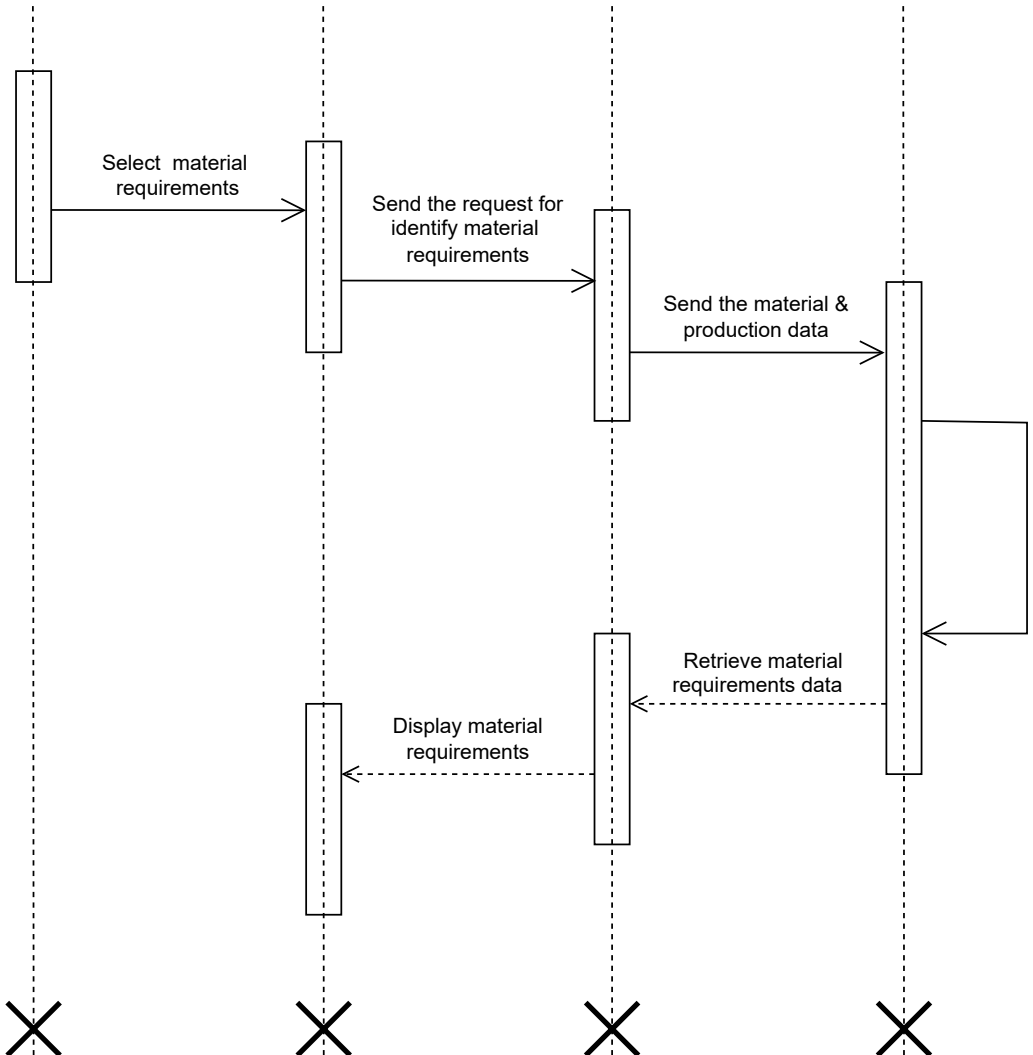 Select  material
requirements
Send the request for
identify material
requirements
Send the material &
production data
Retrieve material
requirements data
Display material
requirements